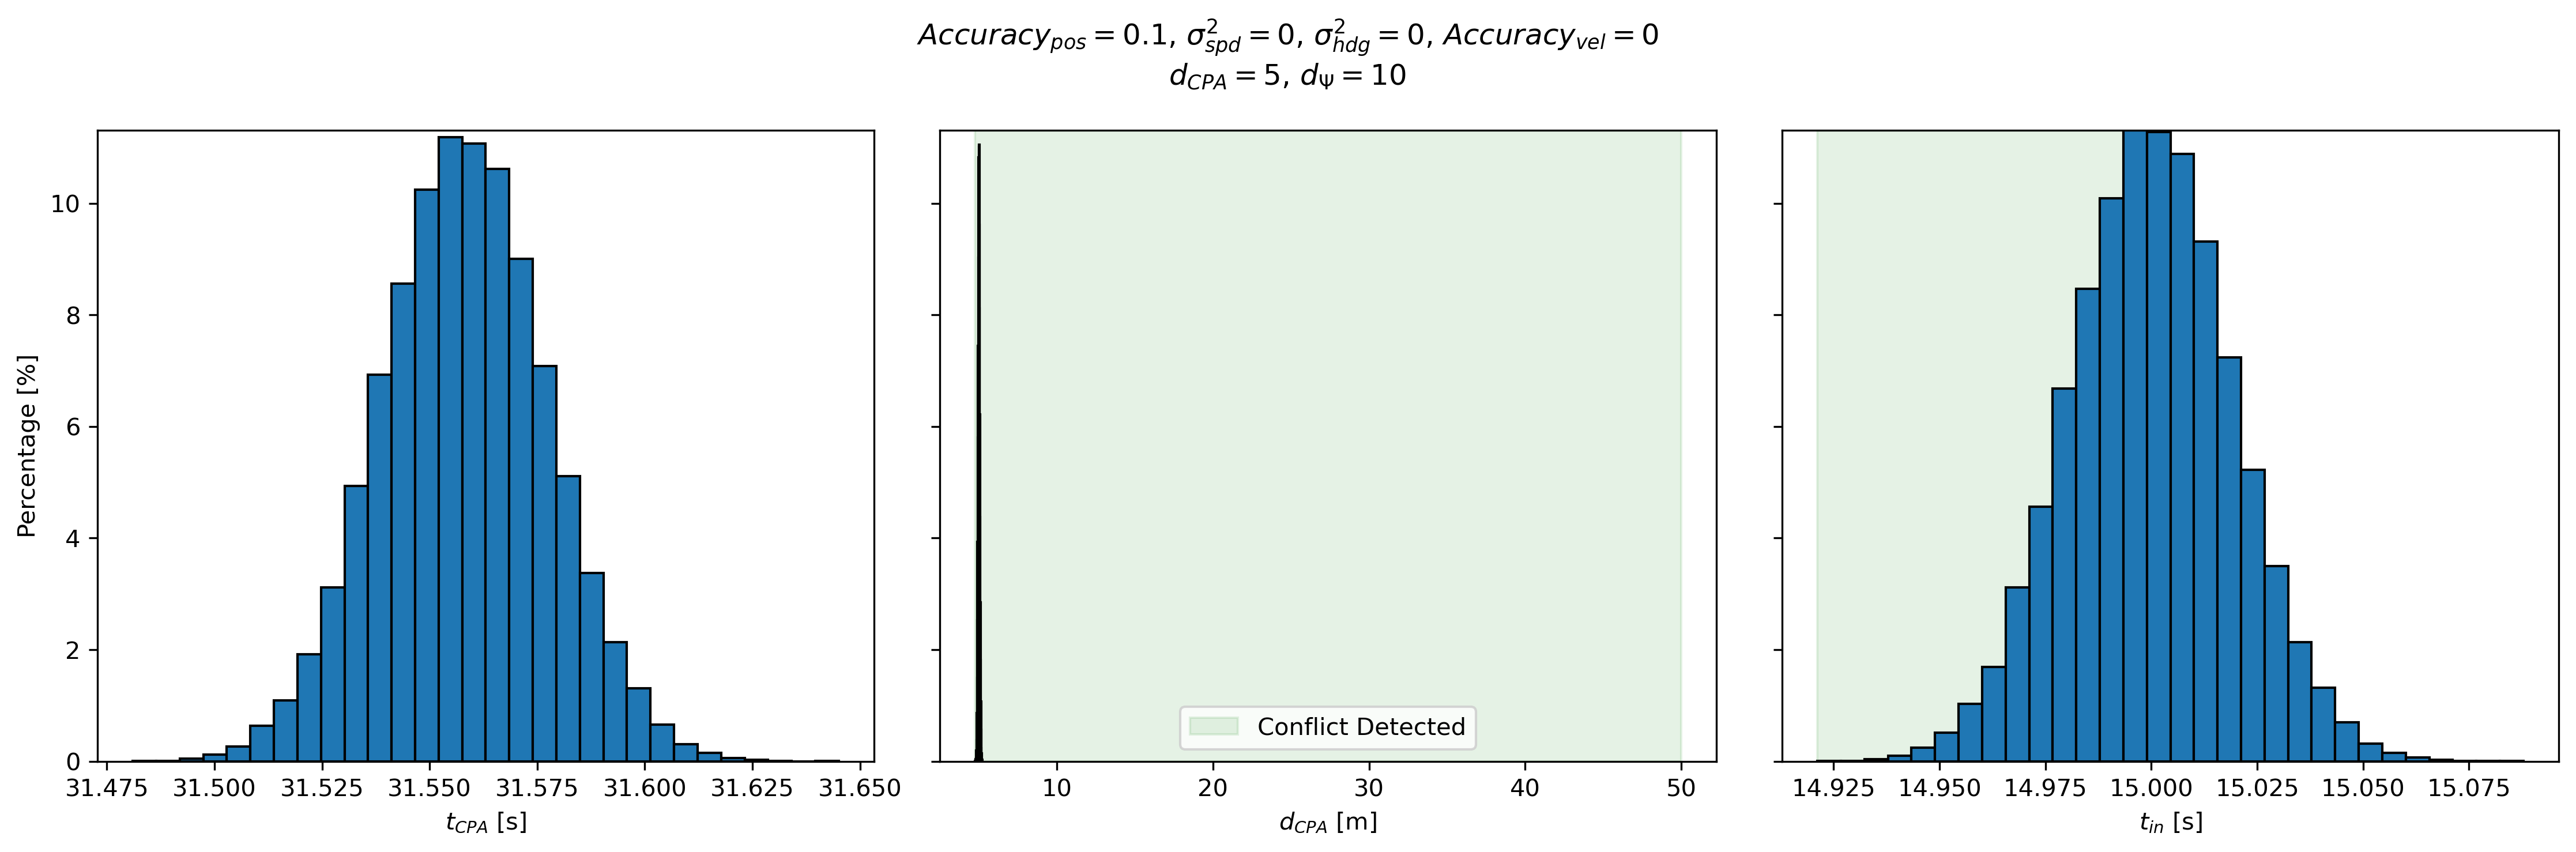 Accuracy_pos = 0.1, σ²_spd = 0, σ²_hdg = 0, Accuracy_vel = 0
d_CPA = 5, d_Ψ = 10
Percentage [%]
10
8
6
4
2
0
31.475 31.500 31.525 31.550 31.575 31.600 31.625 31.650
t_CPA [s]
Conflict Detected
10 20 30 40 50
d_CPA [m]
14.925 14.950 14.975 15.000 15.025 15.050 15.075
t_in [s]